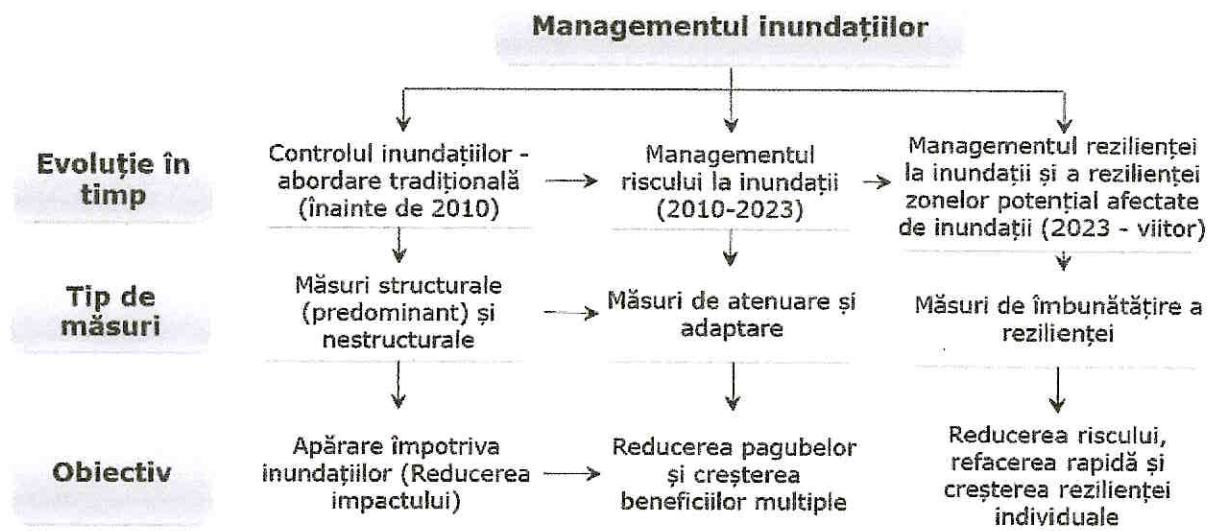 Managementul inundațiilor
Evoluție în
timp
Controlul inundațiilor -
abordare tradițională
(înainte de 2010)
Managementul
riscului la inundații
(2010-2023)
Managementul rezilienței
la inundații și a rezilienței
zonelor potențial afectate
de inundații (2023 - viitor)
Tip de
măsuri
Măsuri structurale
(predominant) și
nestructurale
Măsuri de atenuare și
adaptare
Măsuri de îmbunătățire a
rezilienței
Obiectiv
Apărare împotriva
inundațiilor (Reducerea
impactului)
Reducerea pagubelor
și creșterea
beneficiilor multiple
Reducerea riscului,
refacerea rapidă și
creșterea rezilienței
individuale